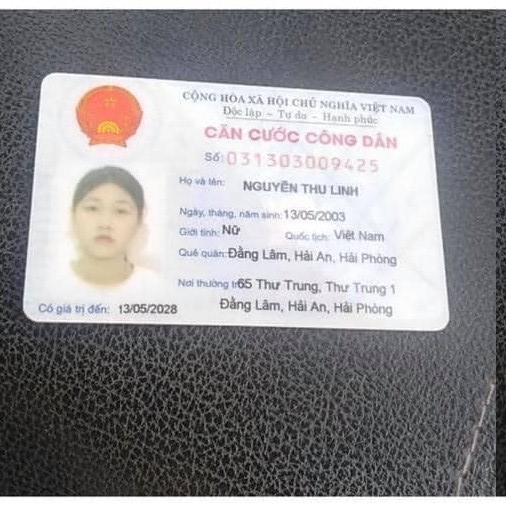 CỘNG HÒA XÃ HỘI CHỦ NGHĨA VIỆT NAM
Độc lập - Tự do - Hạnh phúc
CĂN CƯỚC CÔNG DÂN
Số: 031303009425
Họ và tên: NGUYỄN THU LINH
Ngày, tháng, năm sinh: 13/05/2003
Giới tính: Nữ Quốc tịch: Việt Nam
Quê quán: Đằng Lâm, Hải An, Hải Phòng
Nơi thường tr65 Thư Trung, Thư Trung 1
Đằng Lâm, Hải An, Hải Phòng
Có giá trị đến: 13/05/2028